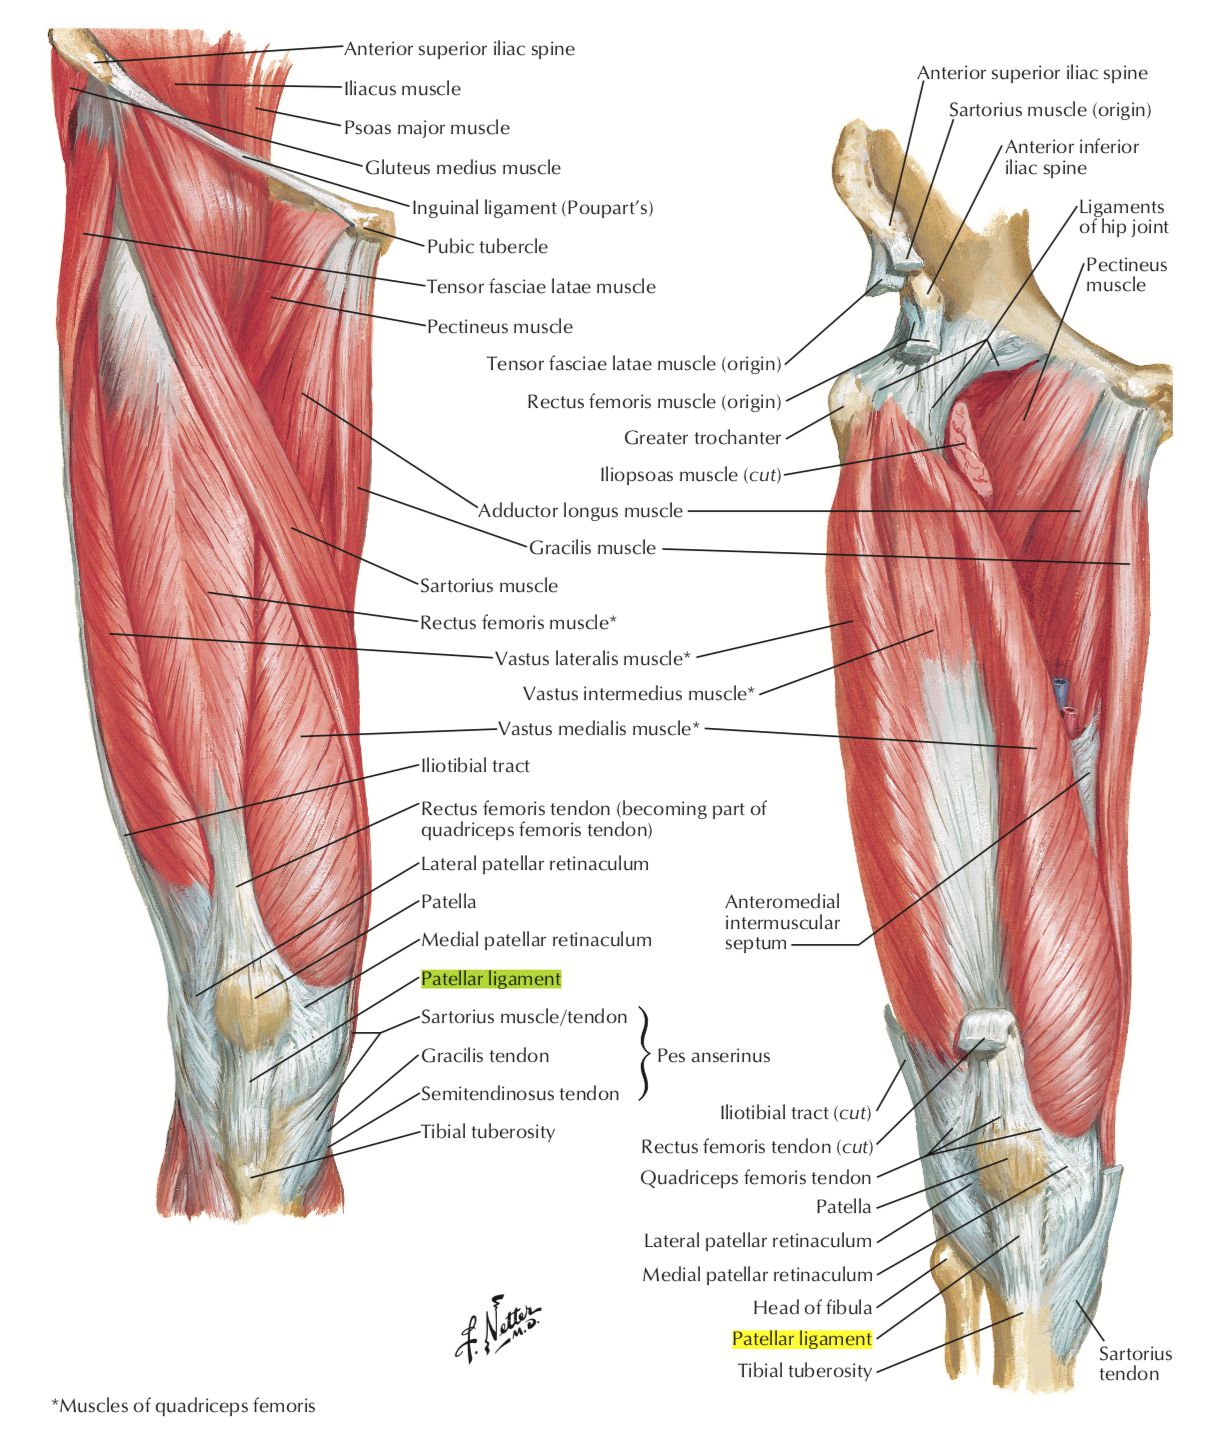 Anterior superior iliac spine
Iliacus muscle
Psoas major muscle
Gluteus medius muscle
Inguinal ligament (Poupart’s)
Pubic tubercle
Tensor fasciae latae muscle
Pectineus muscle
Anterior superior iliac spine
Sartorius muscle (origin)
Anterior inferior
iliac spine
Ligaments
of hip joint
Pectineus
muscle
Tensor fasciae latae muscle (origin)
Rectus femoris muscle (origin)
Greater trochanter
Iliopsoas muscle (cut)
Adductor longus muscle
Gracilis muscle
Sartorius muscle
Rectus femoris muscle*
Vastus lateralis muscle*
Vastus intermedius muscle*
Vastus medialis muscle*
Iliotibial tract
Rectus femoris tendon (becoming part of
quadriceps femoris tendon)
Lateral patellar retinaculum
Patella
Medial patellar retinaculum
Patellar ligament
Sartorius muscle/tendon
Gracilis tendon
Semitendinosus tendon
Pes anserinus
Tibial tuberosity
Anteromedial
intermuscular
septum
Iliotibial tract (cut)
Rectus femoris tendon (cut)
Quadriceps femoris tendon
Patella
Lateral patellar retinaculum
Medial patellar retinaculum
Head of fibula
Patellar ligament
Tibial tuberosity
Sartorius
tendon
F. Netter
M.D.
*Muscles of quadriceps femoris